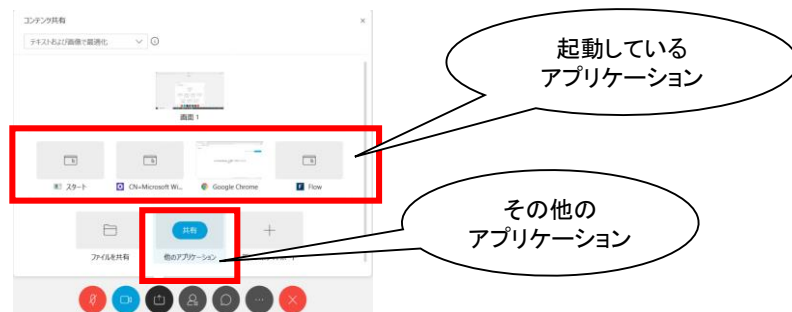 コンテンツ共有
テキストおよび画像で最適化
起動している
アプリケーション
画面 1
スタート
CN=Microsoft Wi...
Google Chrome
Flow
その他の
アプリケーション
共有
ファイルを共有
他のアプリケーション